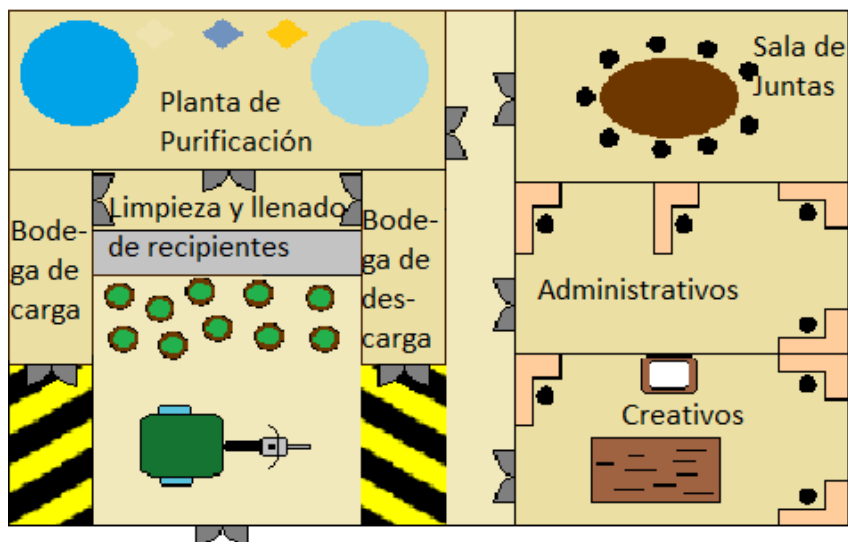 Planta de
Purificación
Sala de
Juntas
Limpieza y llenado
de recipientes
Bode-
ga de
carga
Bode-
ga de
des-
carga
Administrativos
Creativos